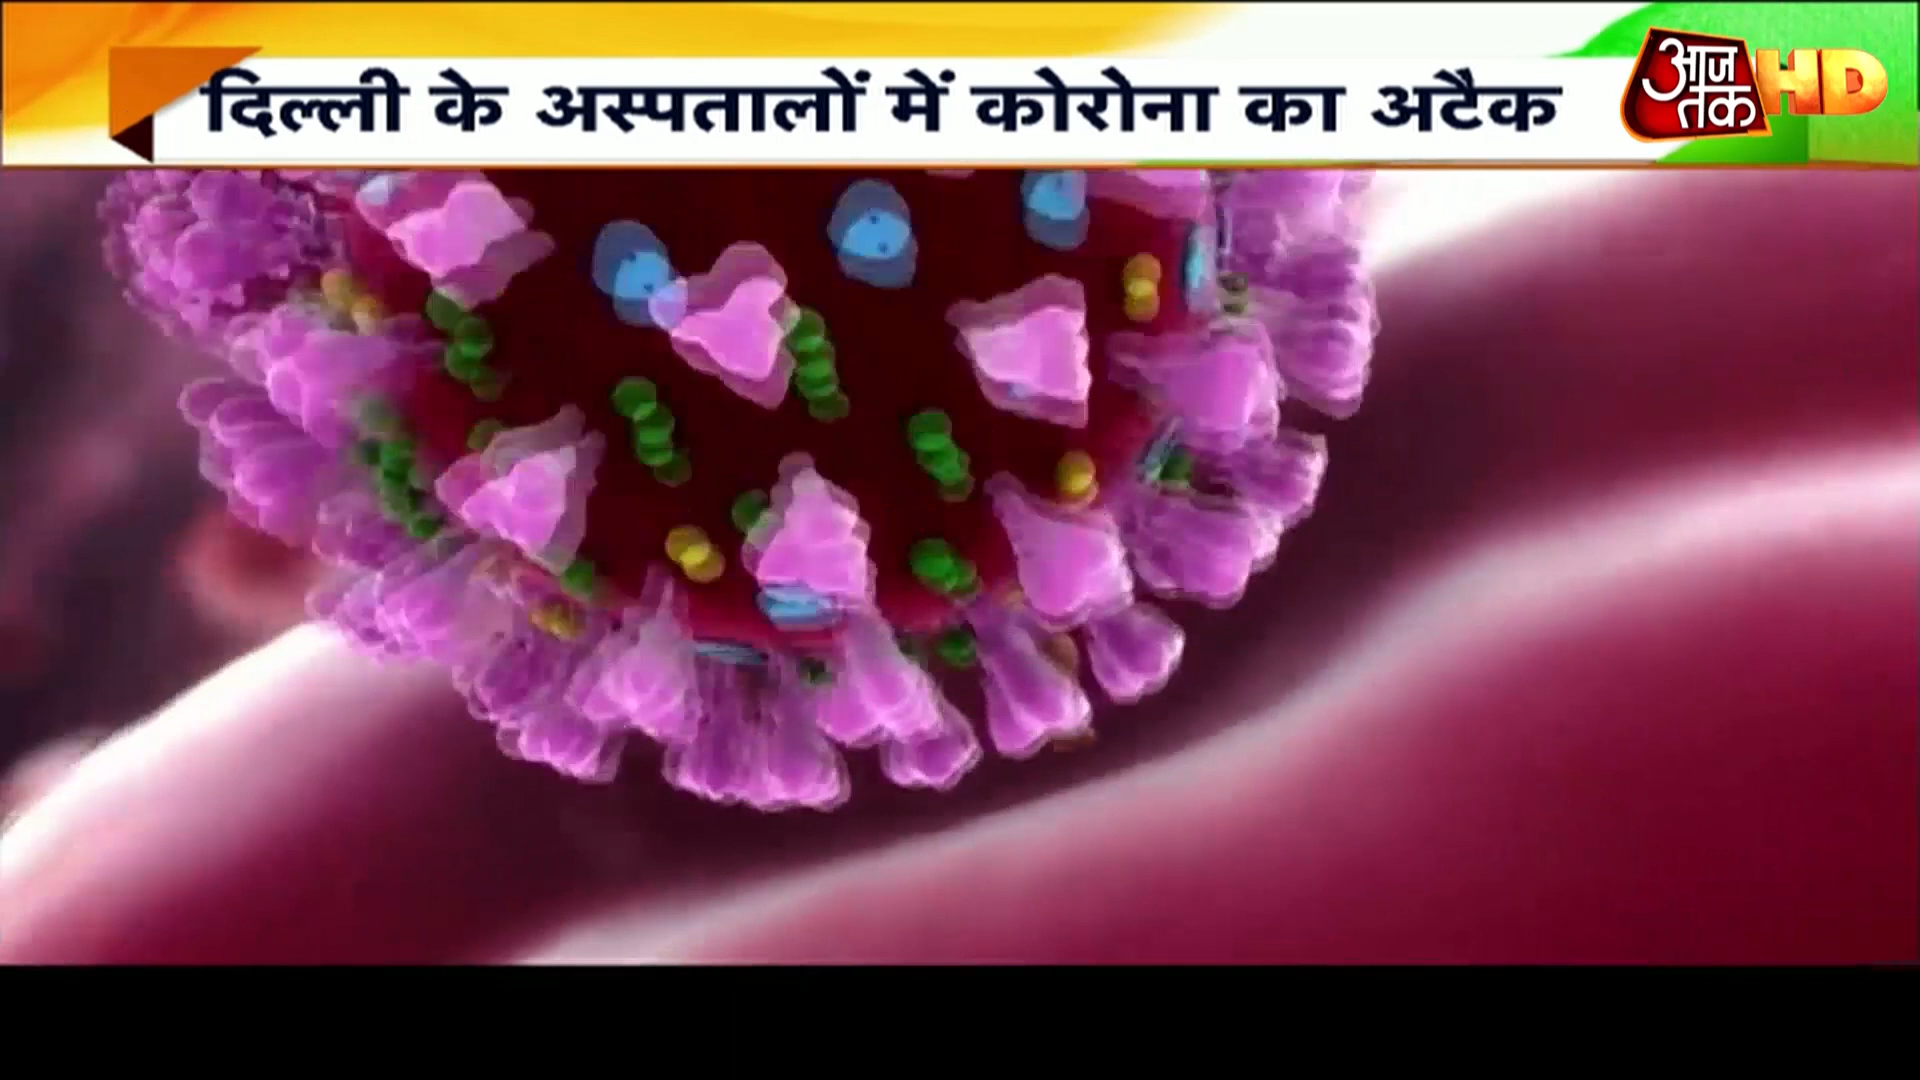 दिल्ली के अस्पतालों में कोरोना का अटैक
आज तक HD